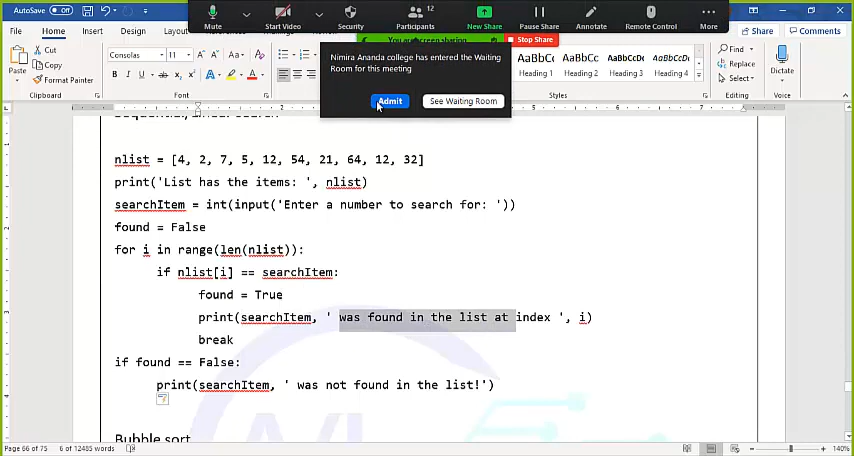 AutoSave Off
Mute
Start Video
Security
Participants
12
New Share
Pause Share
Annotate
Remote Control
More
Stop Share
Nimira Ananda college has entered the Waiting
Room for this meeting
Admit
See Waiting Room
File
Home
Share
Comments
Paste
Cut
Copy
Format Painter
Clipboard
Consolas
11
B I U
Heading 1
Heading 2
Heading 3
Heading 4
Styles
Find
Replace
Select
Editing
Dictate
Voice
nlist = [4, 2, 7, 5, 12, 54, 21, 64, 12, 32]
print('List has the items: ', nlist)
searchItem = int(input('Enter a number to search for: '))
found = False
for i in range(len(nlist)):
if nlist[i] == searchItem:
found = True
print(searchItem, ' was found in the list at index ', i)
break
if found == False:
print(searchItem, ' was not found in the list!')
Bubble sort
Page 66 of 75
6 of 12485 words
140%